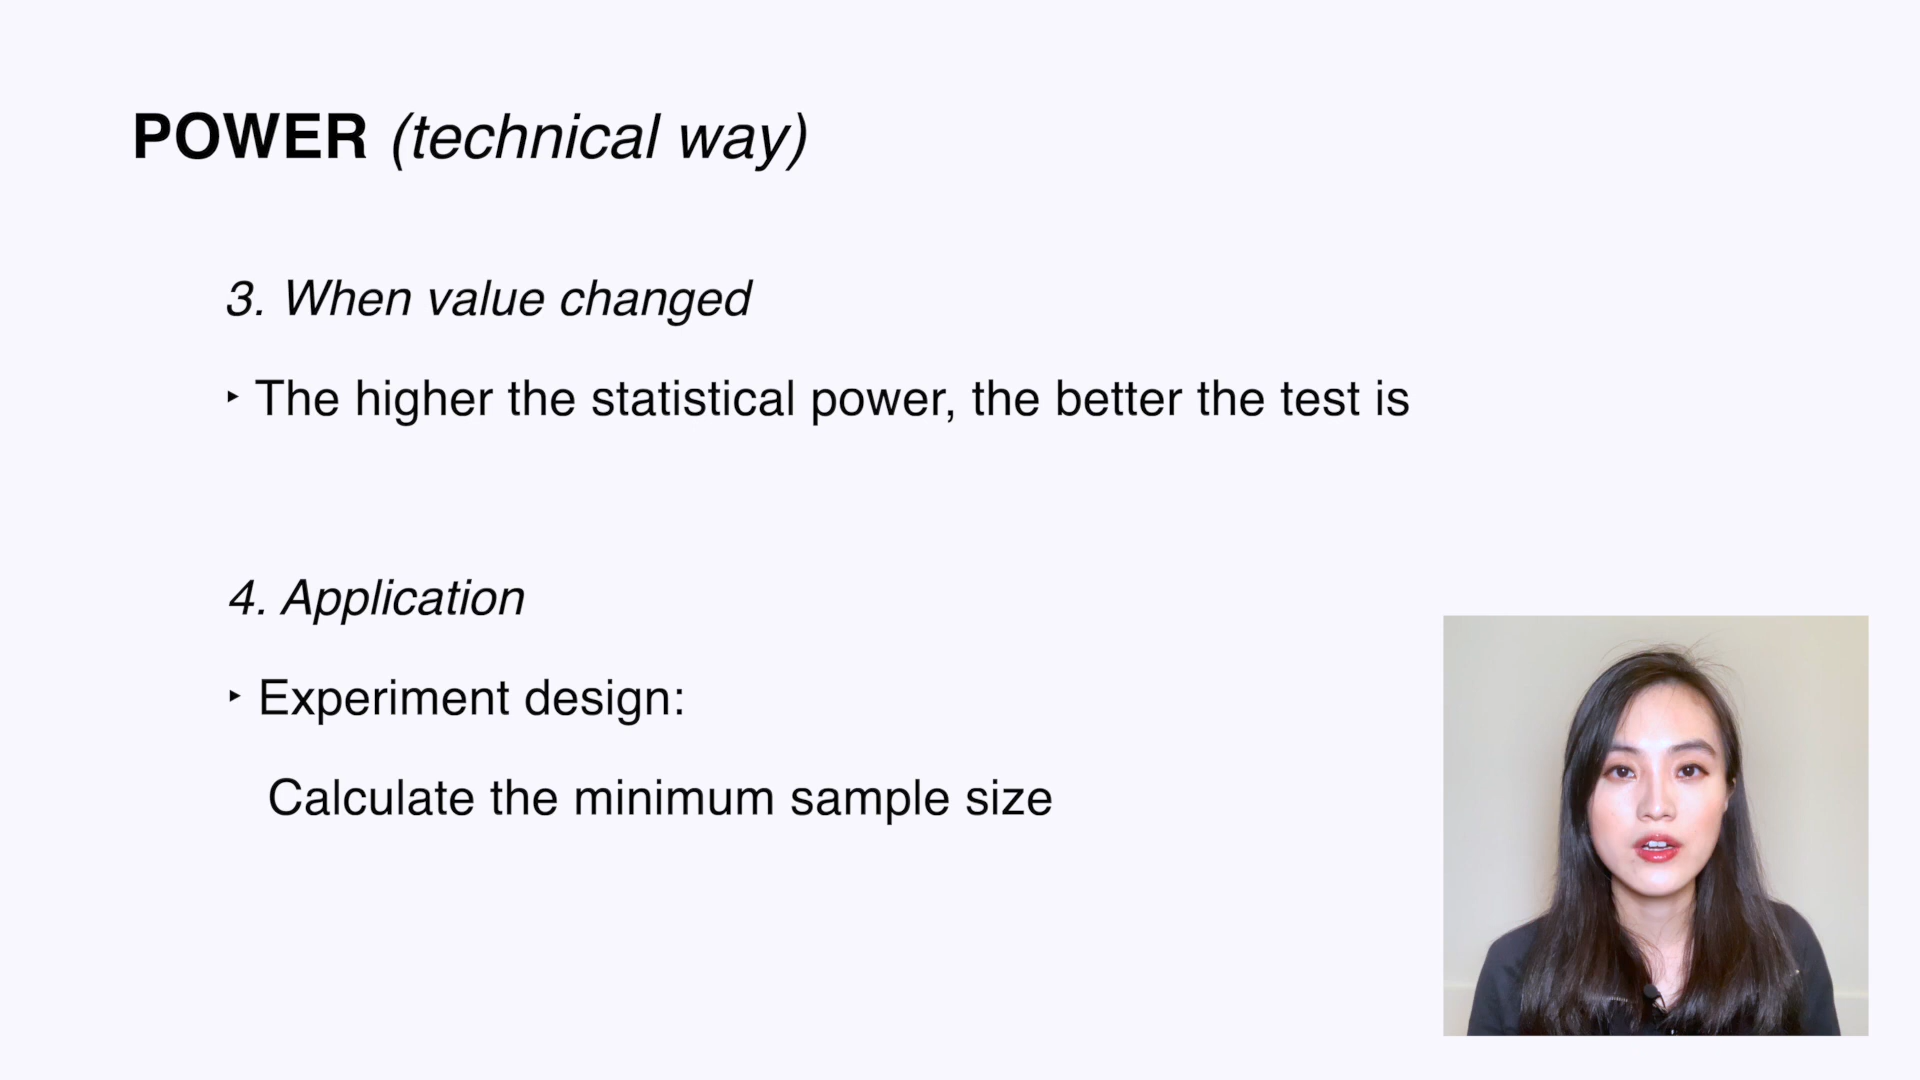 POWER (technical way)
3. When value changed
‣ The higher the statistical power, the better the test is
4. Application
‣ Experiment design:
Calculate the minimum sample size